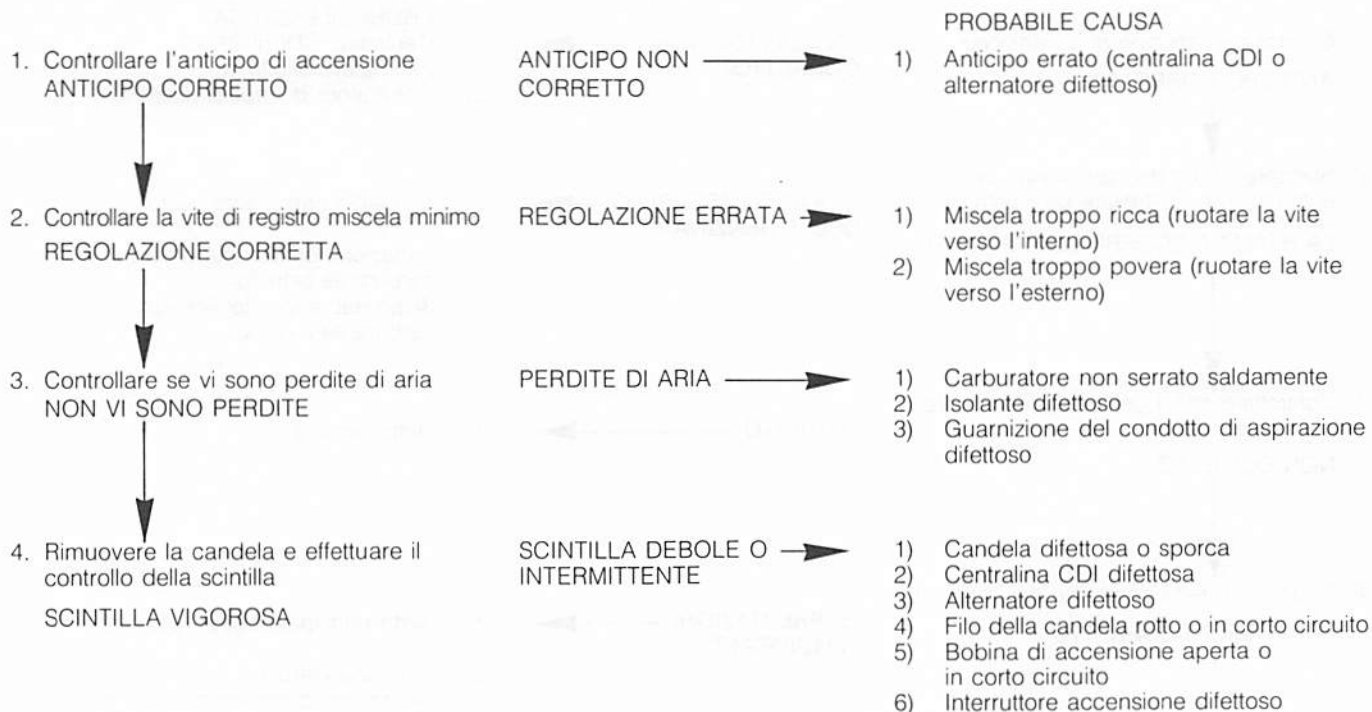 PROBABILE CAUSA
1. Controllare l'anticipo di accensione
ANTICIPO CORRETTO
ANTICIPO NON
CORRETTO
1) Anticipo errato (centralina CDI o
alternatore difettoso)
2. Controllare la vite di registro miscela minimo
REGOLAZIONE CORRETTA
REGOLAZIONE ERRATA
1) Miscela troppo ricca (ruotare la vite
verso l'interno)
2) Miscela troppo povera (ruotare la vite
verso l'esterno)
3. Controllare se vi sono perdite di aria
NON VI SONO PERDITE
PERDITE DI ARIA
1) Carburatore non serrato saldamente
2) Isolante difettoso
3) Guarnizione del condotto di aspirazione
difettoso
4. Rimuovere la candela e effettuare il
controllo della scintilla
SCINTILLA VIGOROSA
SCINTILLA DEBOLE O
INTERMITTENTE
1) Candela difettosa o sporca
2) Centralina CDI difettosa
3) Alternatore difettoso
4) Filo della candela rotto o in corto circuito
5) Bobina di accensione aperta o
in corto circuito
6) Interruttore accensione difettoso